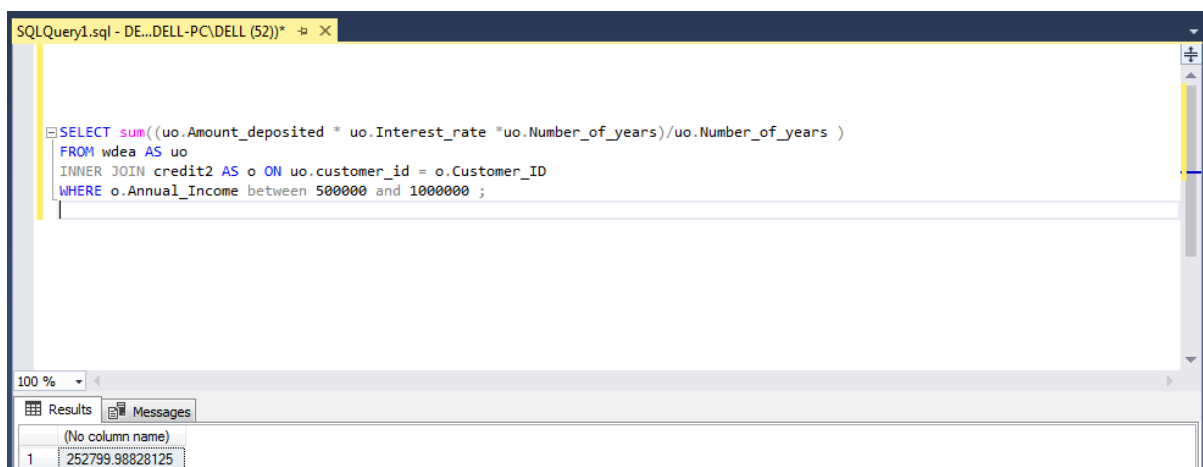 SQLQuery1.sql - DE...DELL-PC\DELL (52))*
SELECT sum((uo.Amount_deposited * uo.Interest_rate *uo.Number_of_years)/uo.Number_of_years )
FROM wdea AS uo
INNER JOIN credit2 AS o ON uo.customer_id = o.Customer_ID
WHERE o.Annual_Income between 500000 and 1000000 ;
100 %
Results Messages
(No column name)
1 252799.98828125